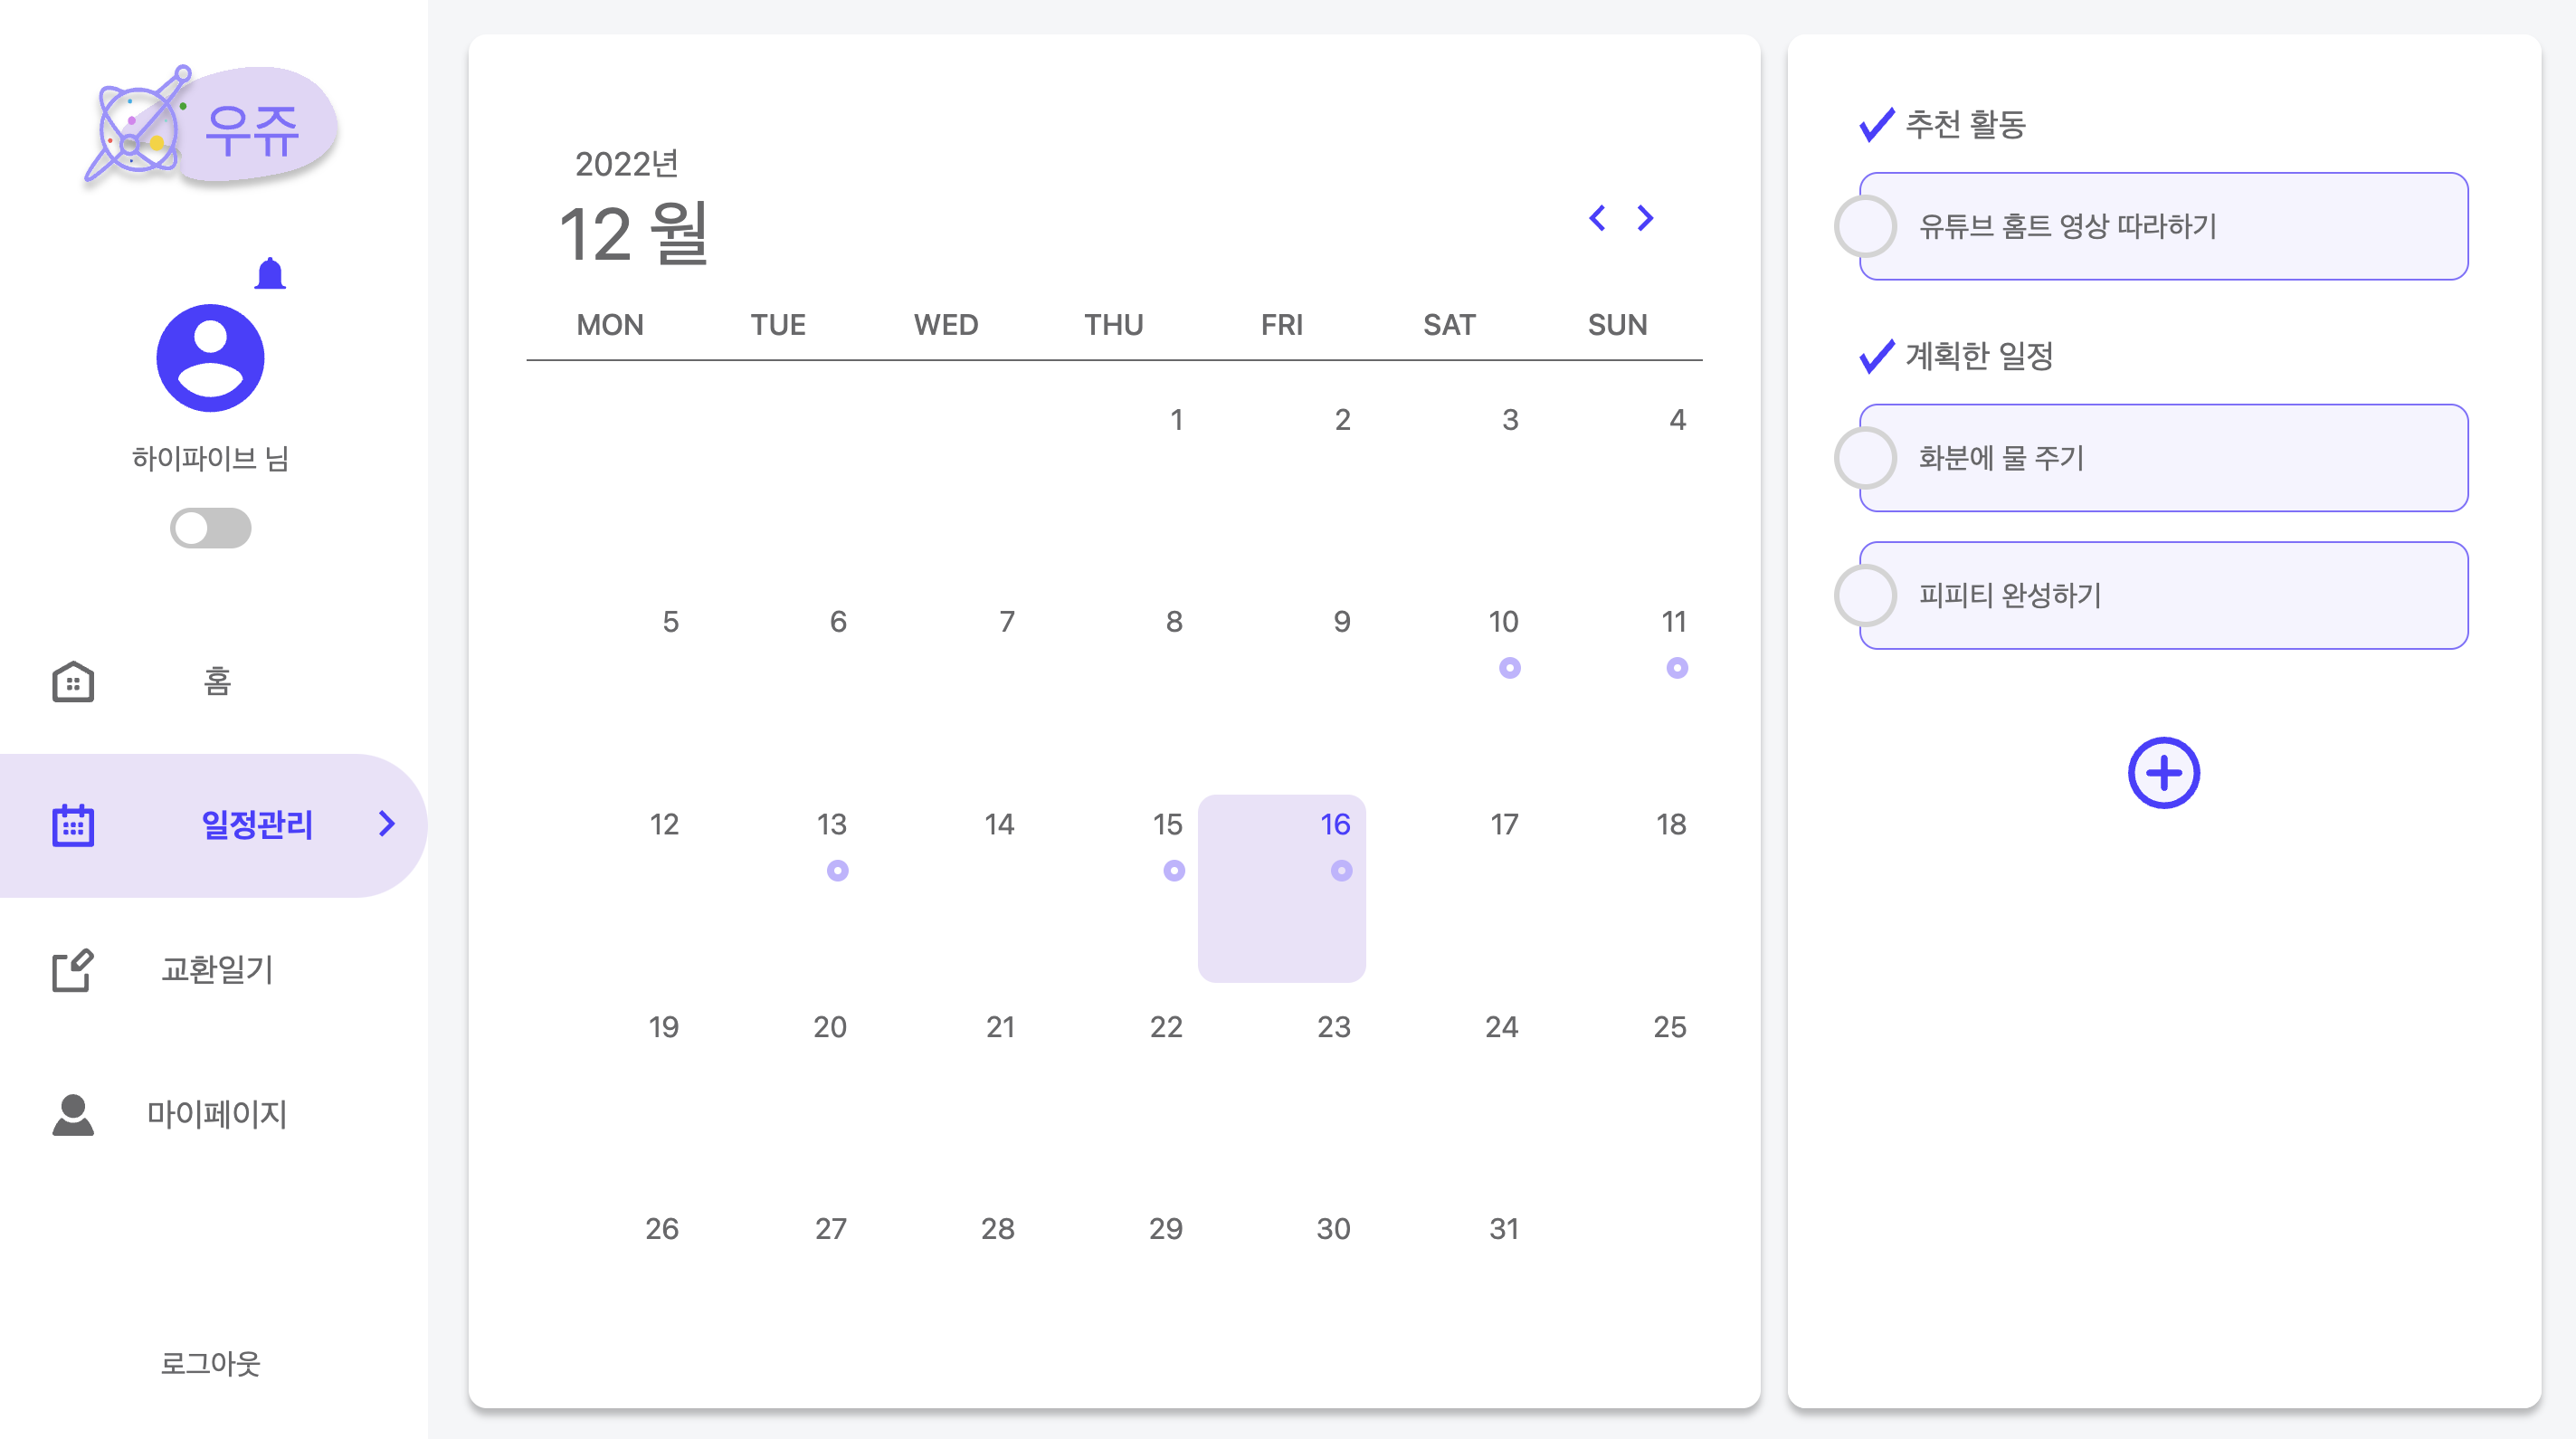 우쥬
하이파이브 님
홈
일정관리
교환일기
마이페이지
로그아웃
2022년
12 월
MON TUE WED THU FRI SAT SUN
1 2 3 4
5 6 7 8 9 10 11
12 13 14 15 16 17 18
19 20 21 22 23 24 25
26 27 28 29 30 31
추천 활동
유튜브 홈트 영상 따라하기
계획한 일정
화분에 물 주기
피피티 완성하기